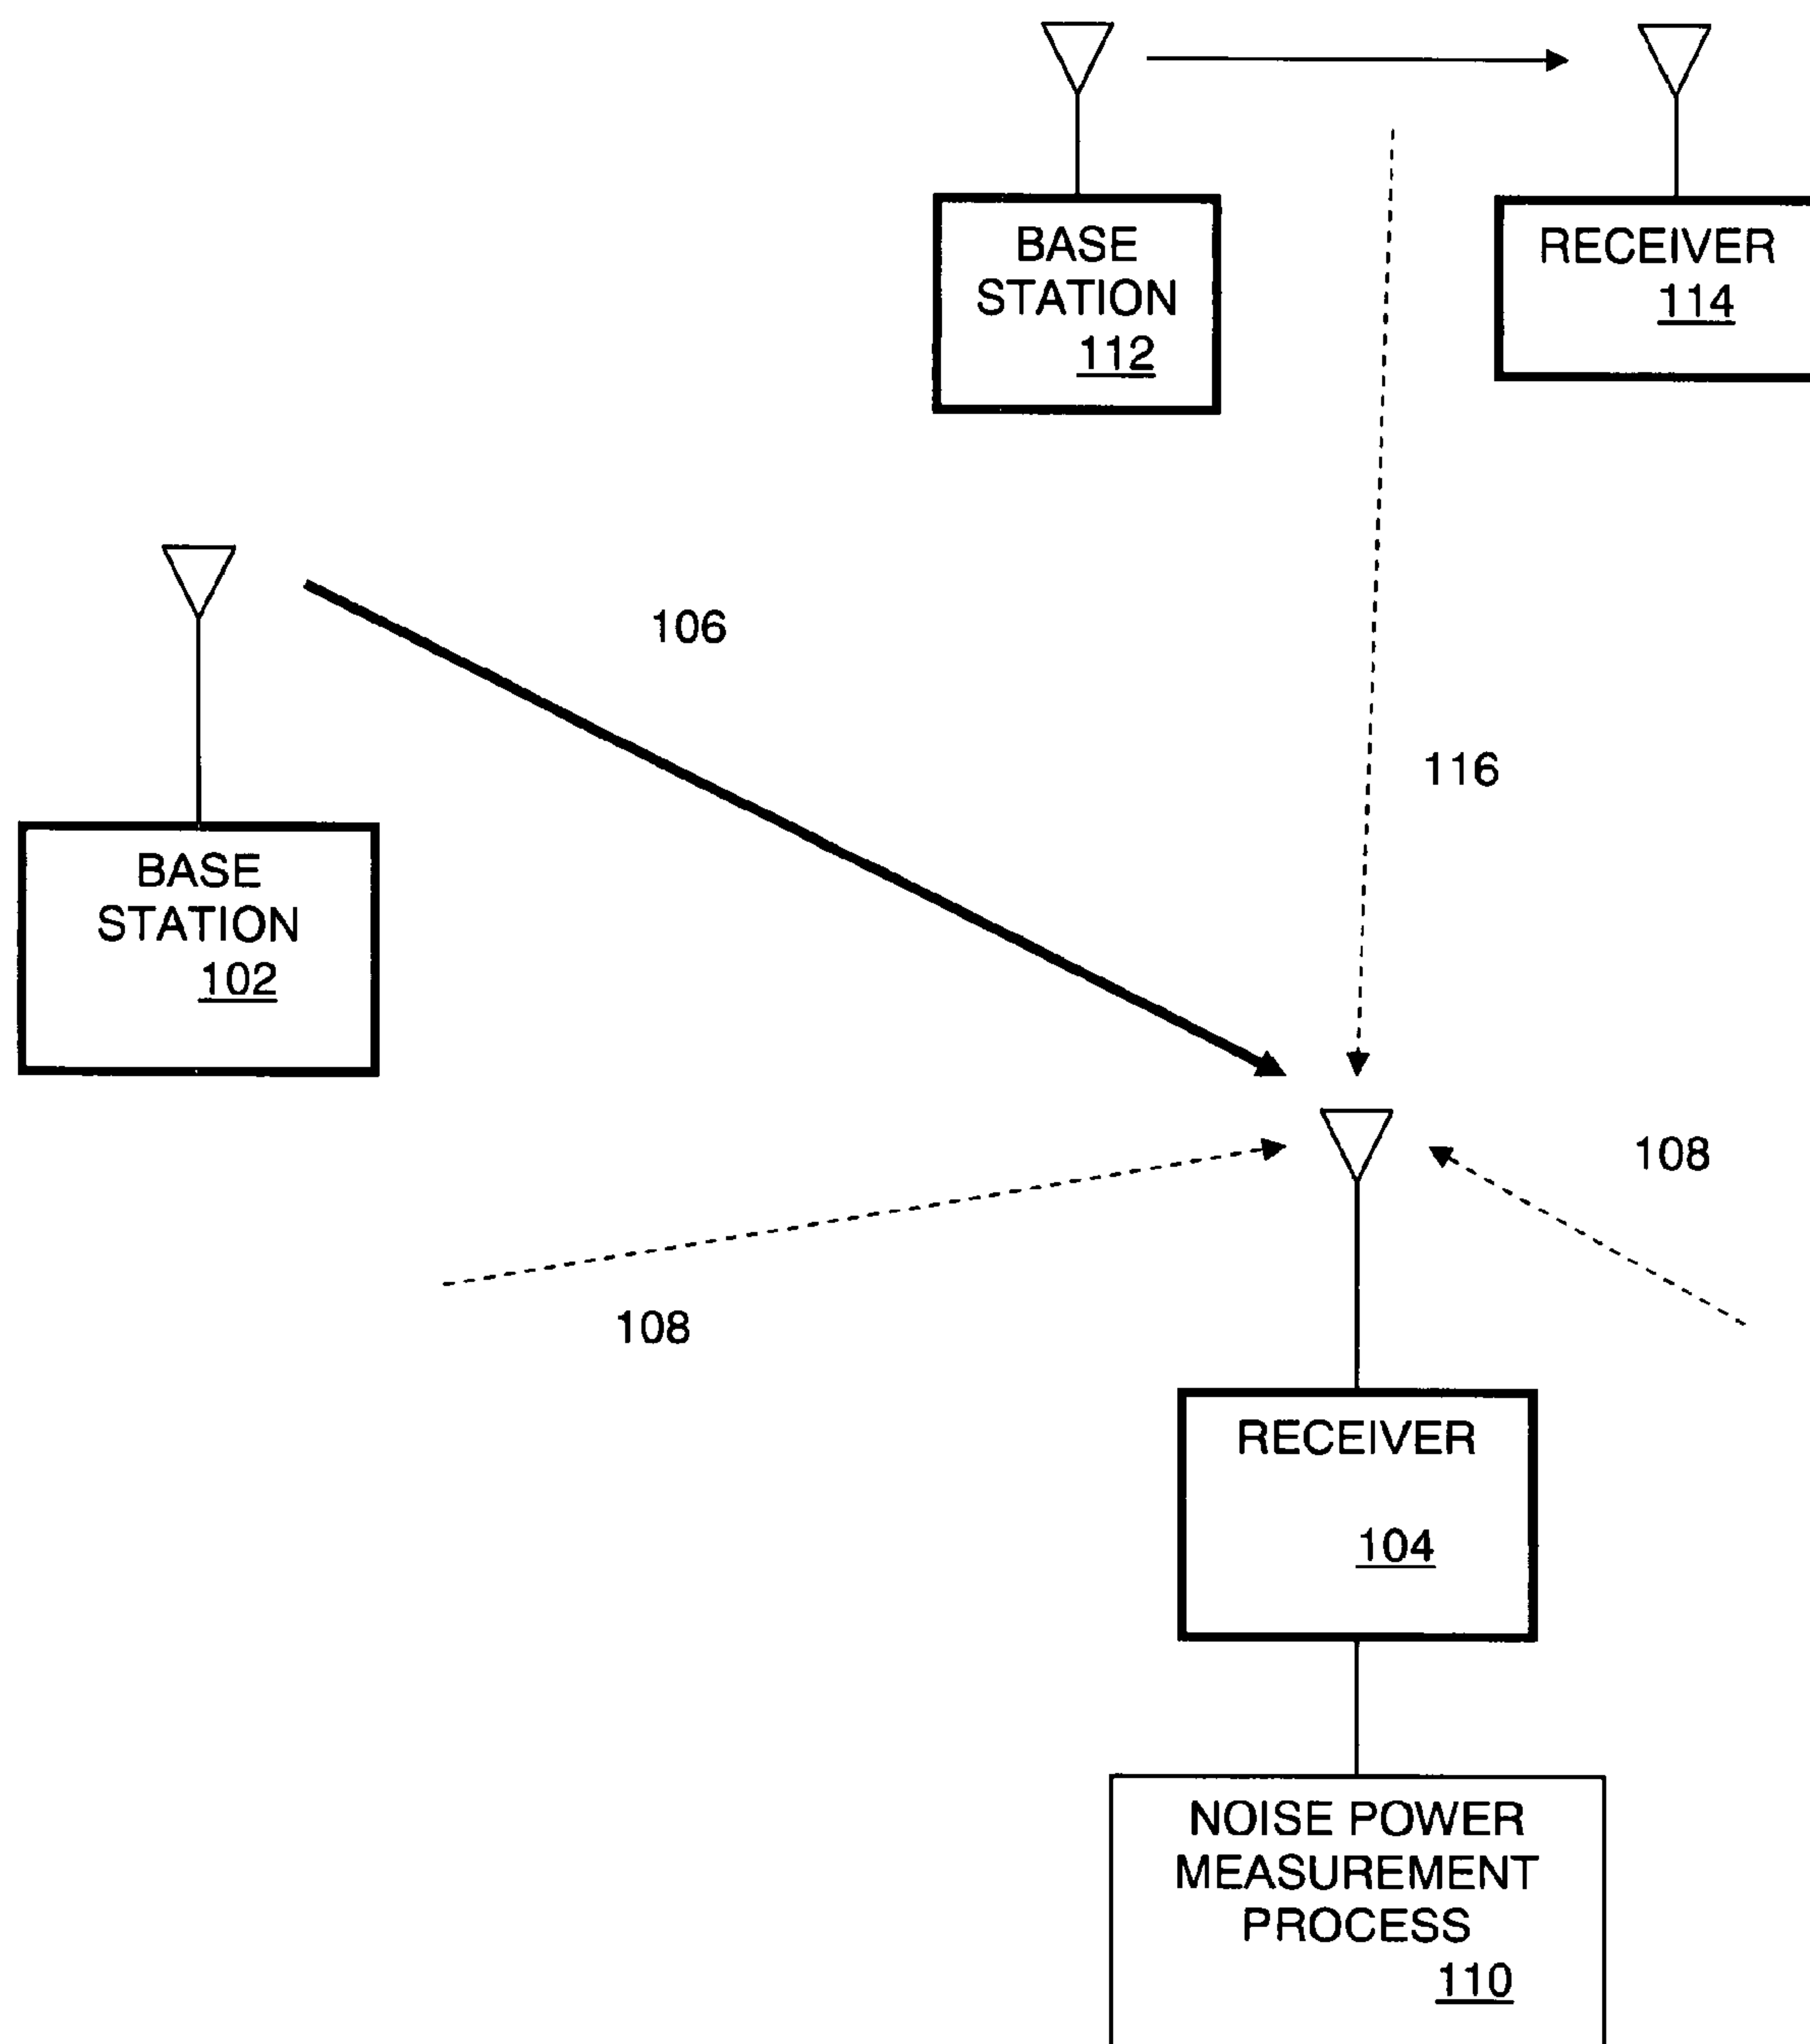 BASE
STATION
112
RECEIVER
114
106
116
BASE
STATION
102
108
108
RECEIVER
104
NOISE POWER
MEASUREMENT
PROCESS
110